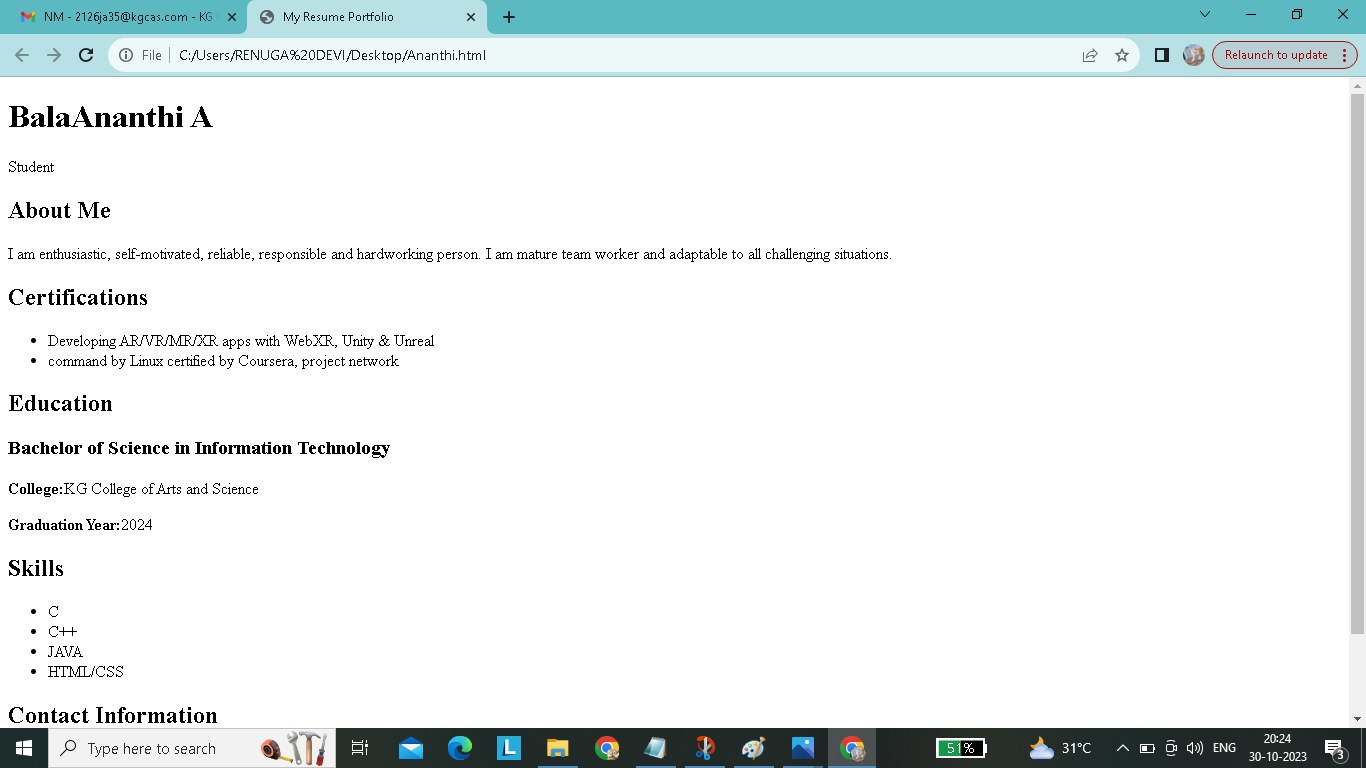 NM - 2126ja35@kgcas.com - KG
My Resume Portfolio
File
C:/Users/RENUGA%20DEVI/Desktop/Ananthi.html
Relaunch to update
BalaAnanthi A
Student
About Me
I am enthusiastic, self-motivated, reliable, responsible and hardworking person. I am mature team worker and adaptable to all challenging situations.
Certifications
Developing AR/VR/MR/XR apps with WebXR, Unity & Unreal
command by Linux certified by Coursera, project network
Education
Bachelor of Science in Information Technology
College:KG College of Arts and Science
Graduation Year:2024
Skills
C
C++
JAVA
HTML/CSS
Contact Information
Type here to search
L
51%
31°C
ENG
20:24
30-10-2023
3